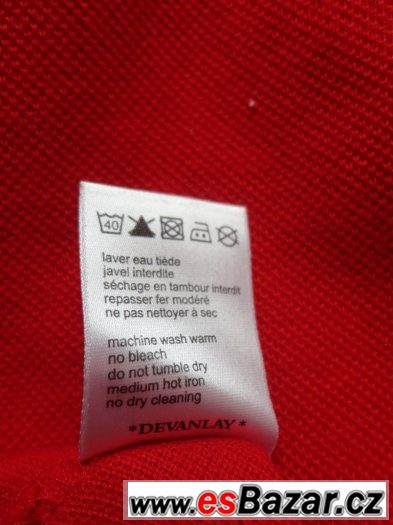 40
laver eau tiède
javel interdite
séchage en tambour interdit
repasser fer modéré
ne pas nettoyer à sec
machine wash warm
no bleach
do not tumble dry
medium hot iron
no dry cleaning
*DEVANLAY*
www.esBazar.cz